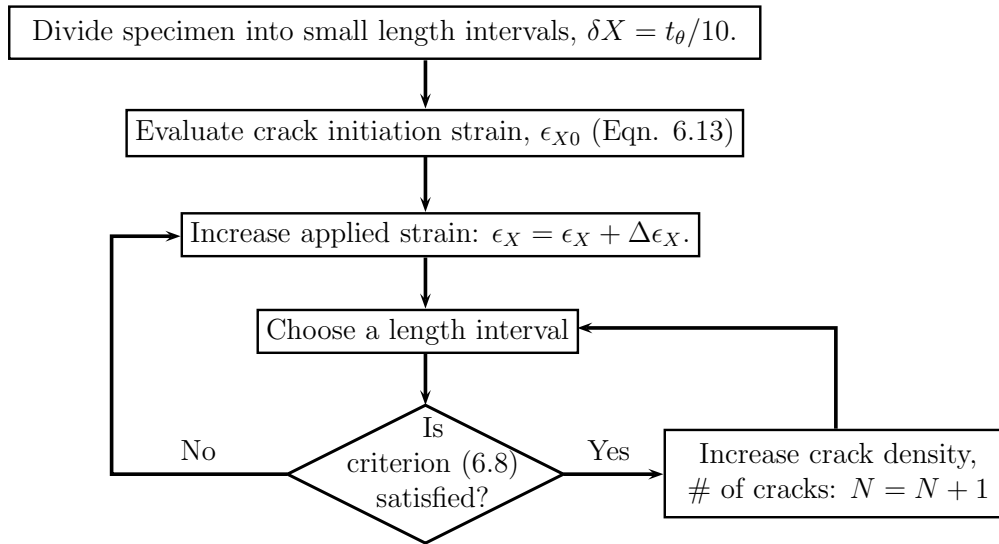 Divide specimen into small length intervals, δX = t_θ/10.
Evaluate crack initiation strain, ϵ_{X0} (Eqn. 6.13)
Increase applied strain: ϵ_X = ϵ_X + Δϵ_X.
Choose a length interval
Is
criterion (6.8)
satisfied?
No
Yes
Increase crack density,
# of cracks: N = N + 1